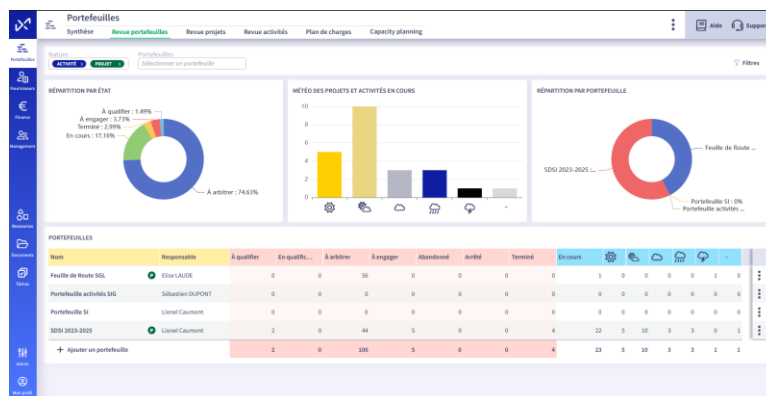 Portefeuilles
Synthèse Revue portefeuilles Revue projets Revue activités Plan de charges Capacity planning
Aide Support
Portefeuilles
Fournisseurs
Finance
Management
Ressources
Documents
Tâches
Admin
Mon profil
Nature Portefeuilles
ACTIVITÉ PROJET Sélectionner un portefeuille
Filtres
RÉPARTITION PAR ÉTAT
À qualifier : 1.49%
À engager : 3.73%
Terminé : 2.99%
En cours : 17.16%
À arbitrer : 74.63%
MÉTÉO DES PROJETS ET ACTIVITÉS EN COURS
10
8
6
4
2
0
-
RÉPARTITION PAR PORTEFEUILLE
Feuille de Route ...
SDSI 2023-2025 :...
Portefeuille SI : 0%
Portefeuille activités ...
PORTEFEUILLES
Nom Responsable À qualifier En qualific... À arbitrer À engager Abandonné Arrêté Terminé En cours -
Feuille de Route SGL P Elise LAUDE 0 0 56 0 0 0 0 1 0 0 0 0 1 0
Portefeuille activités SIG Sébastien DUPONT 0 0 0 0 0 0 0 0 0 0 0 0 0 0
Portefeuille SI Lionel Caumont 0 0 0 0 0 0 0 0 0 0 0 0 0 0
SDSI 2023-2025 P Lionel Caumont 2 0 44 5 0 0 4 22 5 10 3 3 0 1
+ Ajouter un portefeuille 2 0 100 5 0 0 4 23 5 10 3 3 1 1